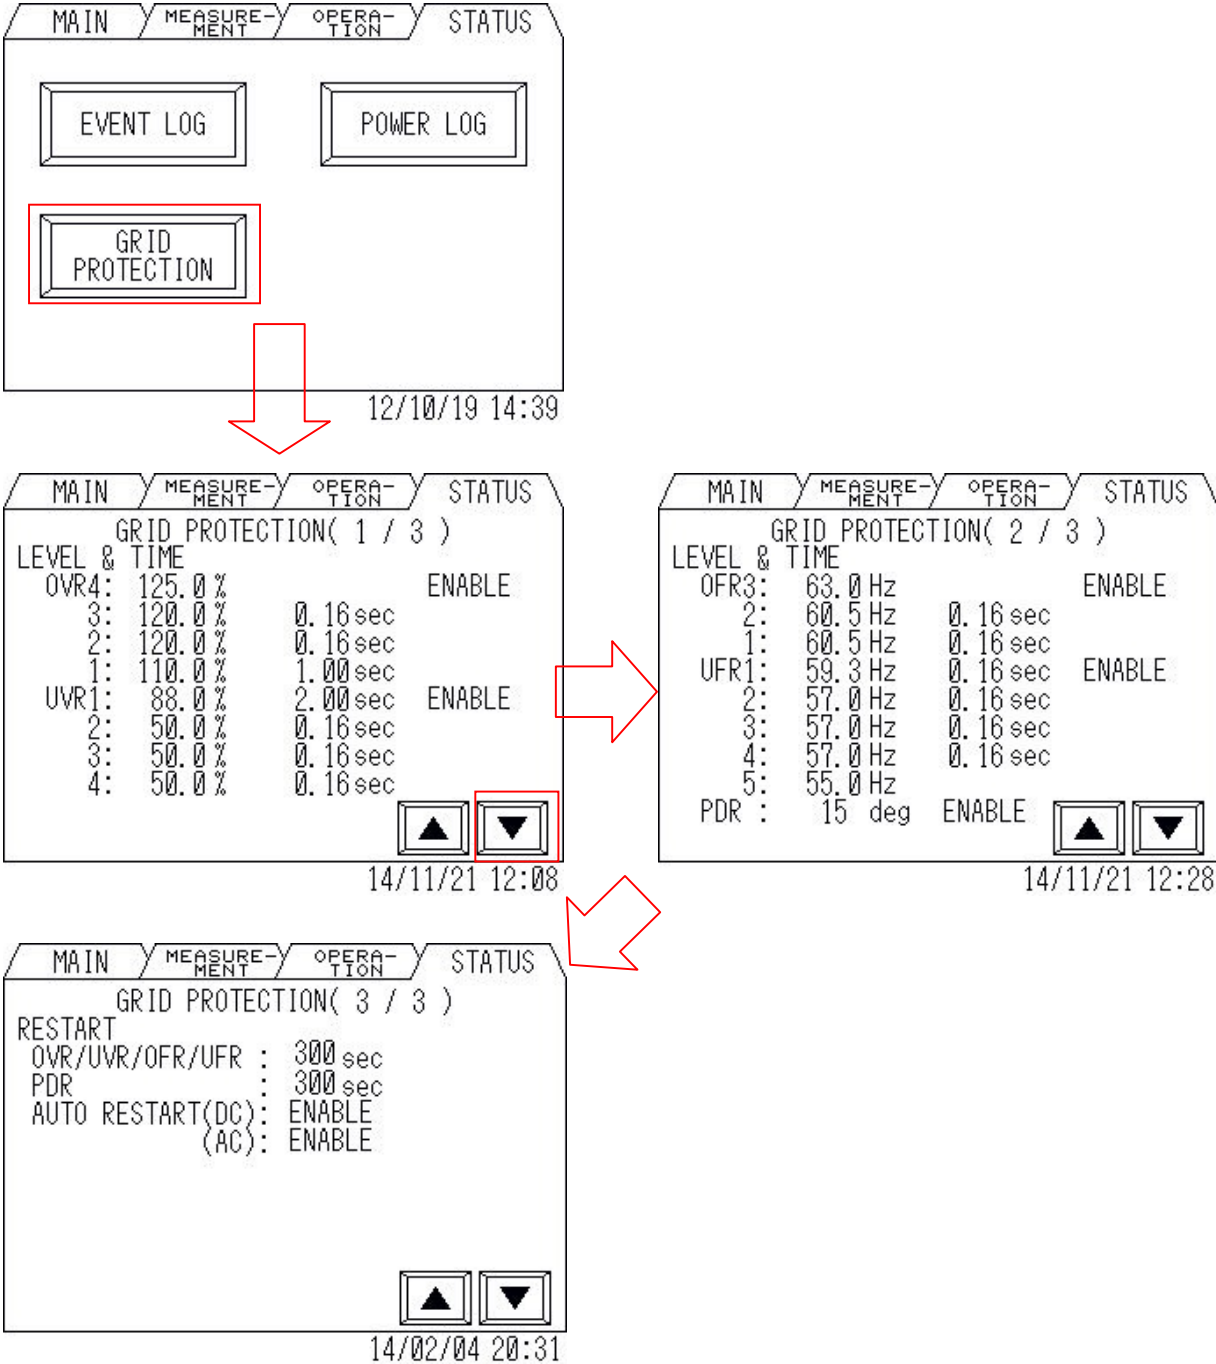 MAIN MEASURE-MENT OPERA-TION STATUS
EVENT LOG POWER LOG
GRID
PROTECTION
12/10/19 14:39
MAIN MEASURE-MENT OPERA-TION STATUS
GRID PROTECTION( 1 / 3 )
LEVEL & TIME
OVR4: 125.0% ENABLE
3: 120.0% 0.16sec
2: 120.0% 0.16sec
1: 110.0% 1.00sec
UVR1: 88.0% 2.00sec ENABLE
2: 50.0% 0.16sec
3: 50.0% 0.16sec
4: 50.0% 0.16sec
14/11/21 12:08
MAIN MEASURE-MENT OPERA-TION STATUS
GRID PROTECTION( 2 / 3 )
LEVEL & TIME
OFR3: 63.0Hz ENABLE
2: 60.5Hz 0.16sec
1: 60.5Hz 0.16sec
UFR1: 59.3Hz 0.16sec ENABLE
2: 57.0Hz 0.16sec
3: 57.0Hz 0.16sec
4: 57.0Hz 0.16sec
5: 55.0Hz
PDR : 15 deg ENABLE
14/11/21 12:28
MAIN MEASURE-MENT OPERA-TION STATUS
GRID PROTECTION( 3 / 3 )
RESTART
OVR/UVR/OFR/UFR : 300sec
PDR : 300sec
AUTO RESTART(DC): ENABLE
(AC): ENABLE
14/02/04 20:31